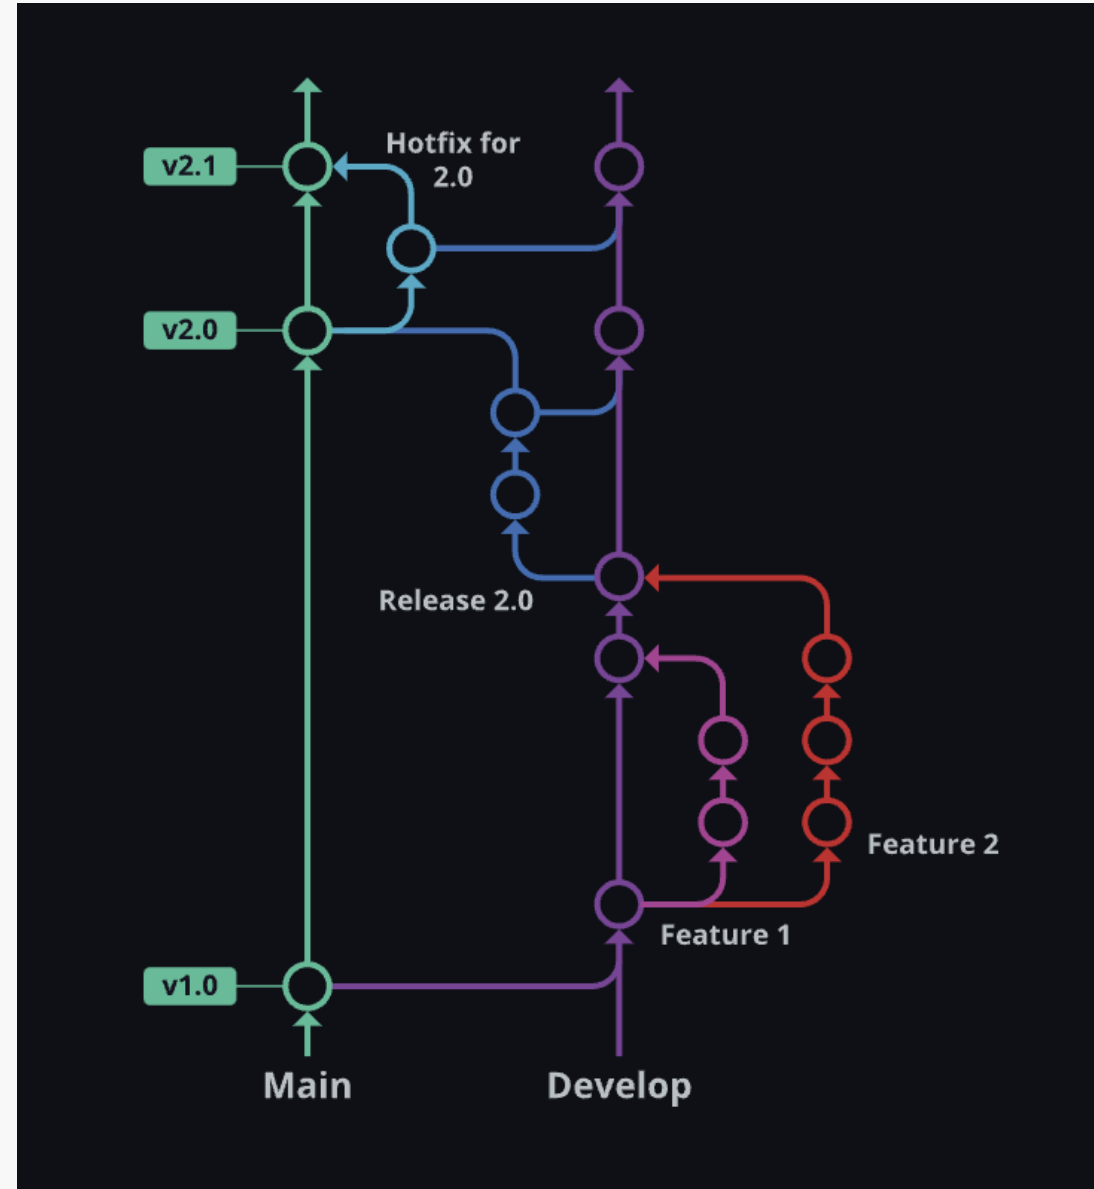 v2.1
Hotfix for
2.0
v2.0
Release 2.0
Feature 2
Feature 1
v1.0
Main
Develop